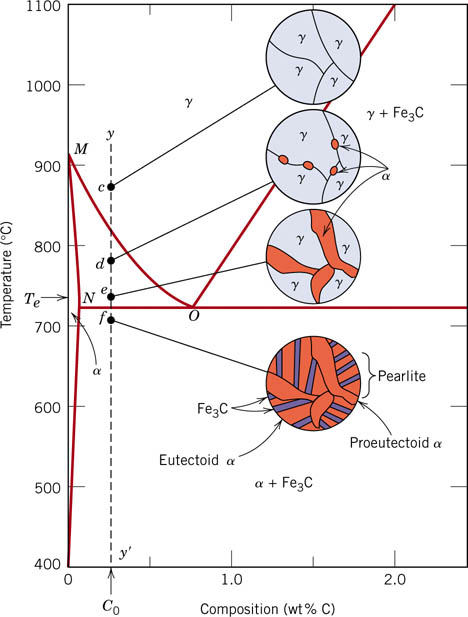 1100
1000
900
800
700
600
500
400
Temperature (°C)
T_e
M
y
γ
c
d
e
N
f
O
α
γ γ
γ γ
γ + Fe₃C
γ γ
γ γ
α
γ γ
γ γ
Pearlite
Fe₃C
Proeutectoid α
Eutectoid α
α + Fe₃C
y′
0 1.0 2.0
C₀
Composition (wt% C)